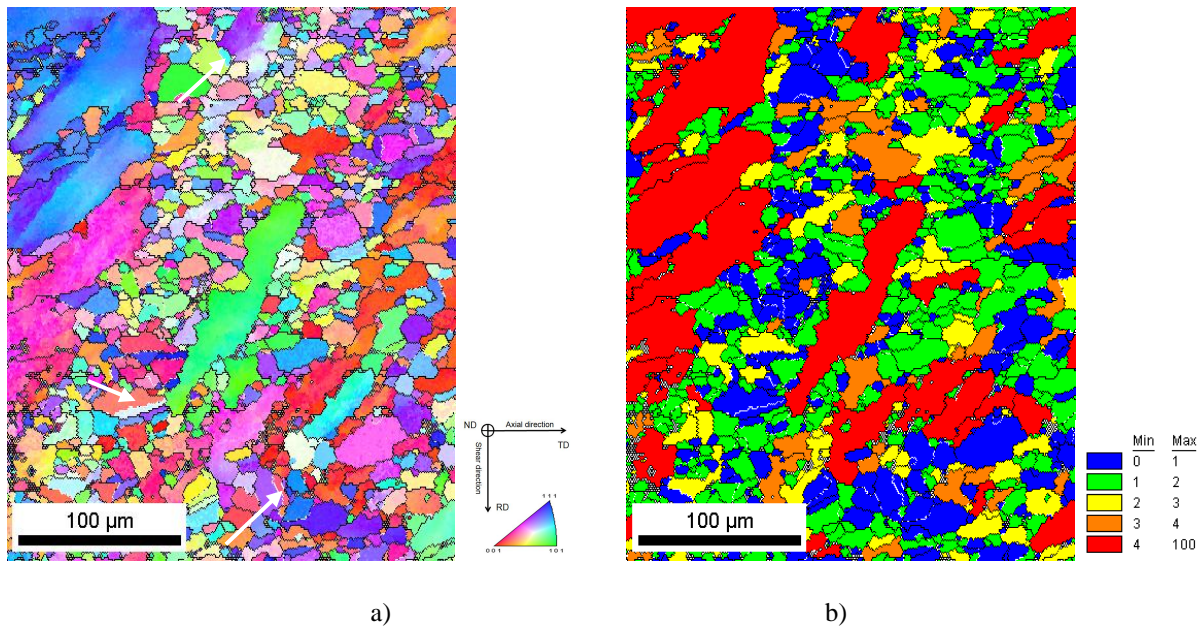 ND
Axial direction
TD
Shear direction
RD
1 1 1
0 0 1
1 0 1
100 µm
100 µm
Min Max
0 1
1 2
2 3
3 4
4 100
a)
b)